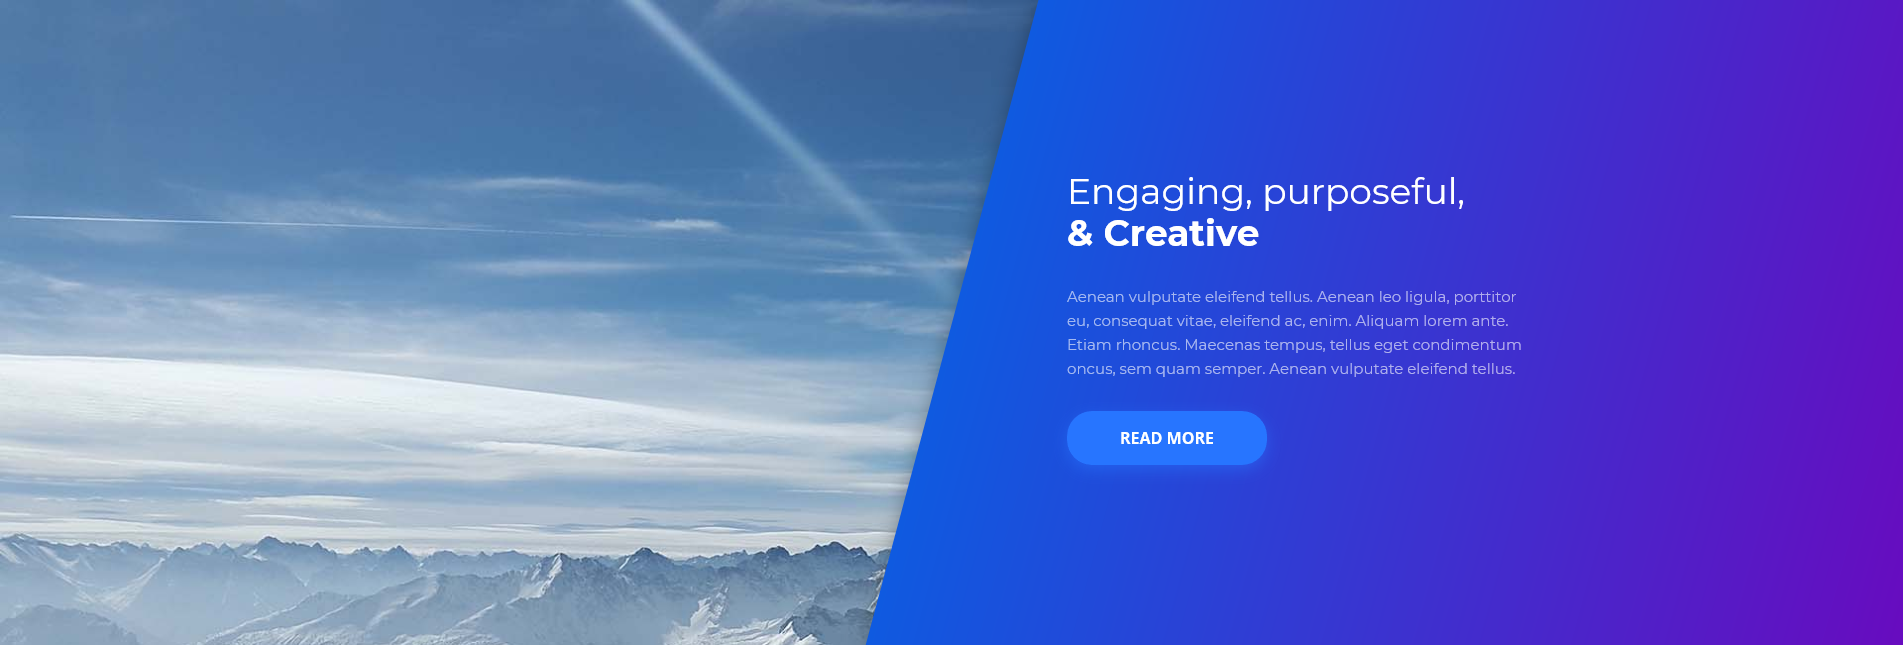 Engaging, purposeful,
& Creative
Aenean vulputate eleifend tellus. Aenean leo ligula, porttitor
eu, consequat vitae, eleifend ac, enim. Aliquam lorem ante.
Etiam rhoncus. Maecenas tempus, tellus eget condimentum
oncus, sem quam semper. Aenean vulputate eleifend tellus.
READ MORE